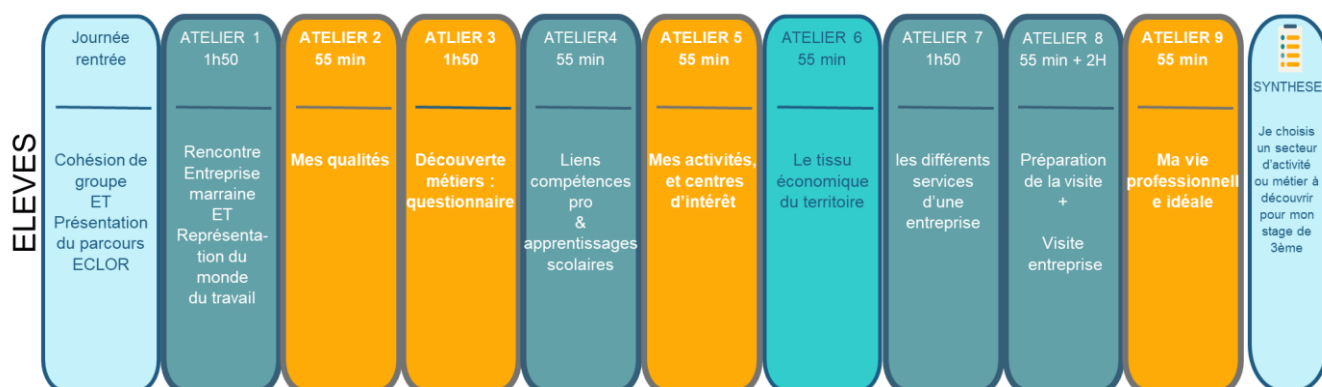 ELEVES
Journée
rentrée
Cohésion de
groupe
ET
Présentation
du parcours
ECLOR
ATELIER 1
1h50
Rencontre
Entreprise
marraine
ET
Représenta-
tion du
monde
du travail
ATELIER 2
55 min
Mes qualités
ATLIER 3
1h50
Découverte
métiers :
questionnaire
ATELIER4
55 min
Liens
compétences
pro
&
apprentissages
scolaires
ATELIER 5
55 min
Mes activités,
et centres
d'intérêt
ATELIER 6
55 min
Le tissu
économique
du territoire
ATELIER 7
1h50
les différents
services
d'une
entreprise
ATELIER 8
55 min + 2H
Préparation
de la visite
+
Visite
entreprise
ATELIER 9
55 min
Ma vie
professionnell
e idéale
SYNTHESE
Je choisis
un secteur
d'activité
ou métier à
découvrir
pour mon
stage de
3ème